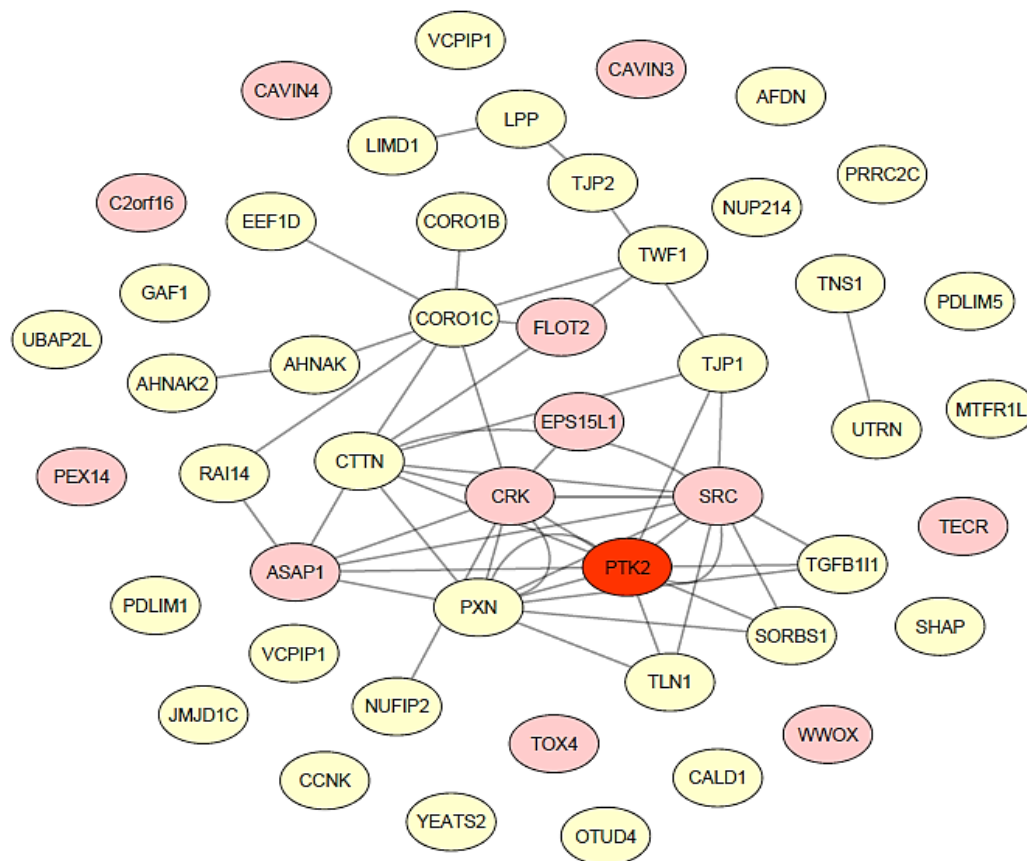 VCPIP1
CAVIN3
CAVIN4
AFDN
LPP
LIMD1
PRRC2C
TJP2
C2orf16
NUP214
EEF1D
CORO1B
TWF1
TNS1
GAF1
PDLIM5
CORO1C
FLOT2
UBAP2L
AHNAK
TJP1
AHNAK2
MTFR1L
EPS15L1
UTRN
CTTN
RAI14
PEX14
CRK
SRC
TECR
ASAP1
PTK2
TGFB1I1
PDLIM1
PXN
SHAP
SORBS1
VCPIP1
TLN1
NUFIP2
JMJD1C
WWOX
TOX4
CCNK
CALD1
YEATS2
OTUD4